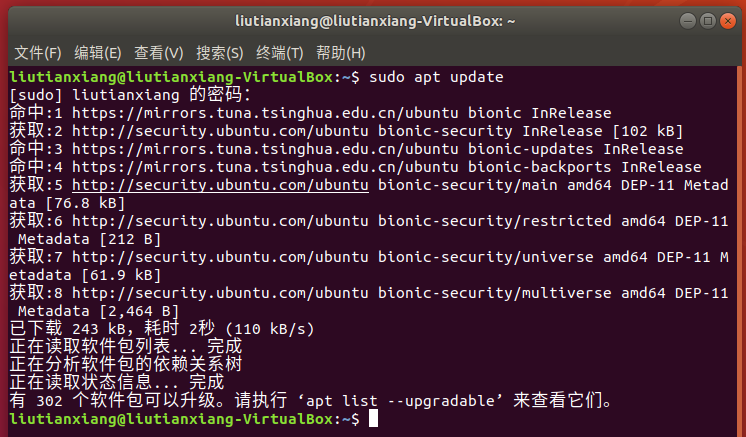 liutianxiang@liutianxiang-VirtualBox: ~
文件(F) 编辑(E) 查看(V) 搜索(S) 终端(T) 帮助(H)
liutianxiang@liutianxiang-VirtualBox:~$ sudo apt update
[sudo] liutianxiang 的密码：
命中:1 https://mirrors.tuna.tsinghua.edu.cn/ubuntu bionic InRelease
获取:2 http://security.ubuntu.com/ubuntu bionic-security InRelease [102 kB]
命中:3 https://mirrors.tuna.tsinghua.edu.cn/ubuntu bionic-updates InRelease
命中:4 https://mirrors.tuna.tsinghua.edu.cn/ubuntu bionic-backports InRelease
获取:5 http://security.ubuntu.com/ubuntu bionic-security/main amd64 DEP-11 Metad
ata [76.8 kB]
获取:6 http://security.ubuntu.com/ubuntu bionic-security/restricted amd64 DEP-11
 Metadata [212 B]
获取:7 http://security.ubuntu.com/ubuntu bionic-security/universe amd64 DEP-11 M
etadata [61.9 kB]
获取:8 http://security.ubuntu.com/ubuntu bionic-security/multiverse amd64 DEP-11
 Metadata [2,464 B]
已下载 243 kB，耗时 2秒 (110 kB/s)
正在读取软件包列表... 完成
正在分析软件包的依赖关系树
正在读取状态信息... 完成
有 302 个软件包可以升级。请执行 ‘apt list --upgradable’ 来查看它们。
liutianxiang@liutianxiang-VirtualBox:~$